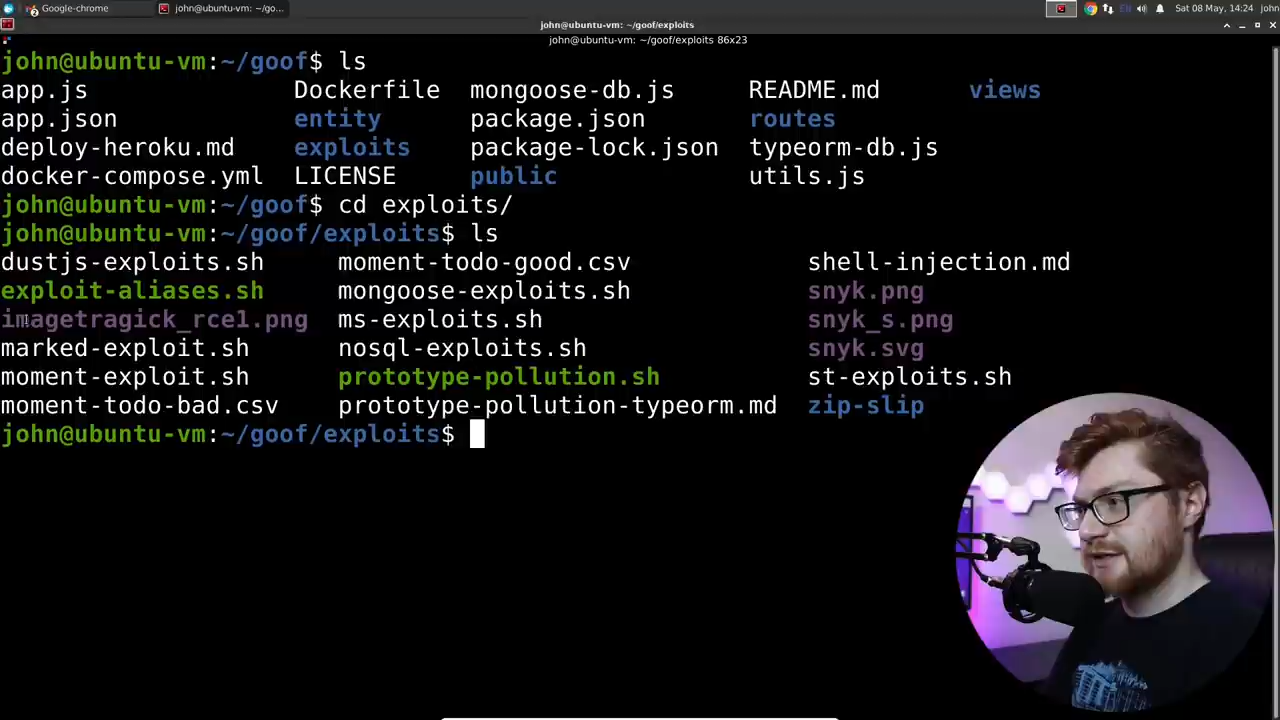 Google-chrome john@ubuntu-vm: ~/go... Sat 08 May, 14:24 john
john@ubuntu-vm: ~/goof/exploits
john@ubuntu-vm: ~/goof/exploits 86x23
john@ubuntu-vm:~/goof$ ls
app.js Dockerfile mongoose-db.js README.md views
app.json entity package.json routes
deploy-heroku.md exploits package-lock.json typeorm-db.js
docker-compose.yml LICENSE public utils.js
john@ubuntu-vm:~/goof$ cd exploits/
john@ubuntu-vm:~/goof/exploits$ ls
dustjs-exploits.sh moment-todo-good.csv shell-injection.md
exploit-aliases.sh mongoose-exploits.sh snyk.png
imagetragick_rce1.png ms-exploits.sh snyk_s.png
marked-exploit.sh nosql-exploits.sh snyk.svg
moment-exploit.sh prototype-pollution.sh st-exploits.sh
moment-todo-bad.csv prototype-pollution-typeorm.md zip-slip
john@ubuntu-vm:~/goof/exploits$